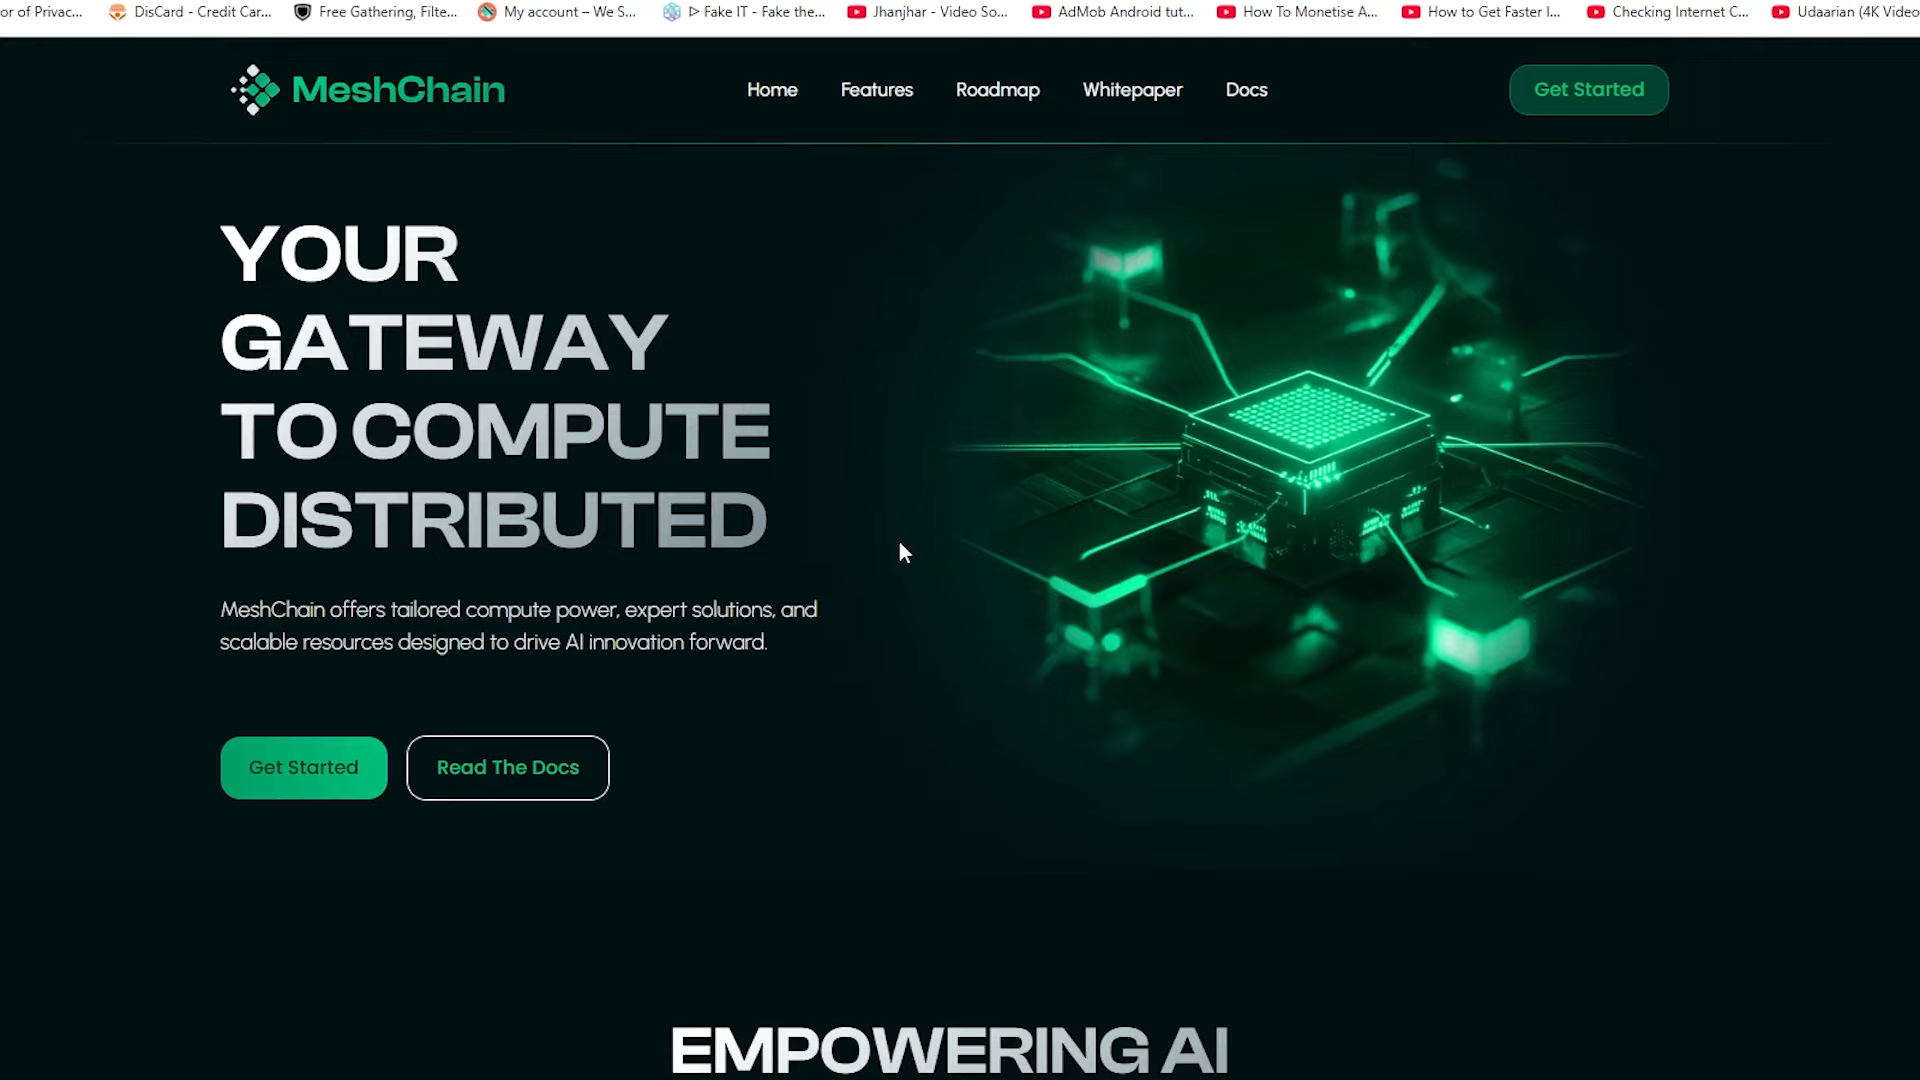 or of Privac...
DisCard - Credit Car...
Free Gathering, Filte...
My account – We S...
ᐅ Fake IT - Fake the...
Jhanjhar - Video So...
AdMob Android tut...
How To Monetise A...
How to Get Faster I...
Checking Internet C...
Udaarian (4K Video
MeshChain
Home
Features
Roadmap
Whitepaper
Docs
Get Started
YOUR
GATEWAY
TO COMPUTE
DISTRIBUTED
MeshChain offers tailored compute power, expert solutions, and
scalable resources designed to drive AI innovation forward.
Get Started
Read The Docs
EMPOWERING AI